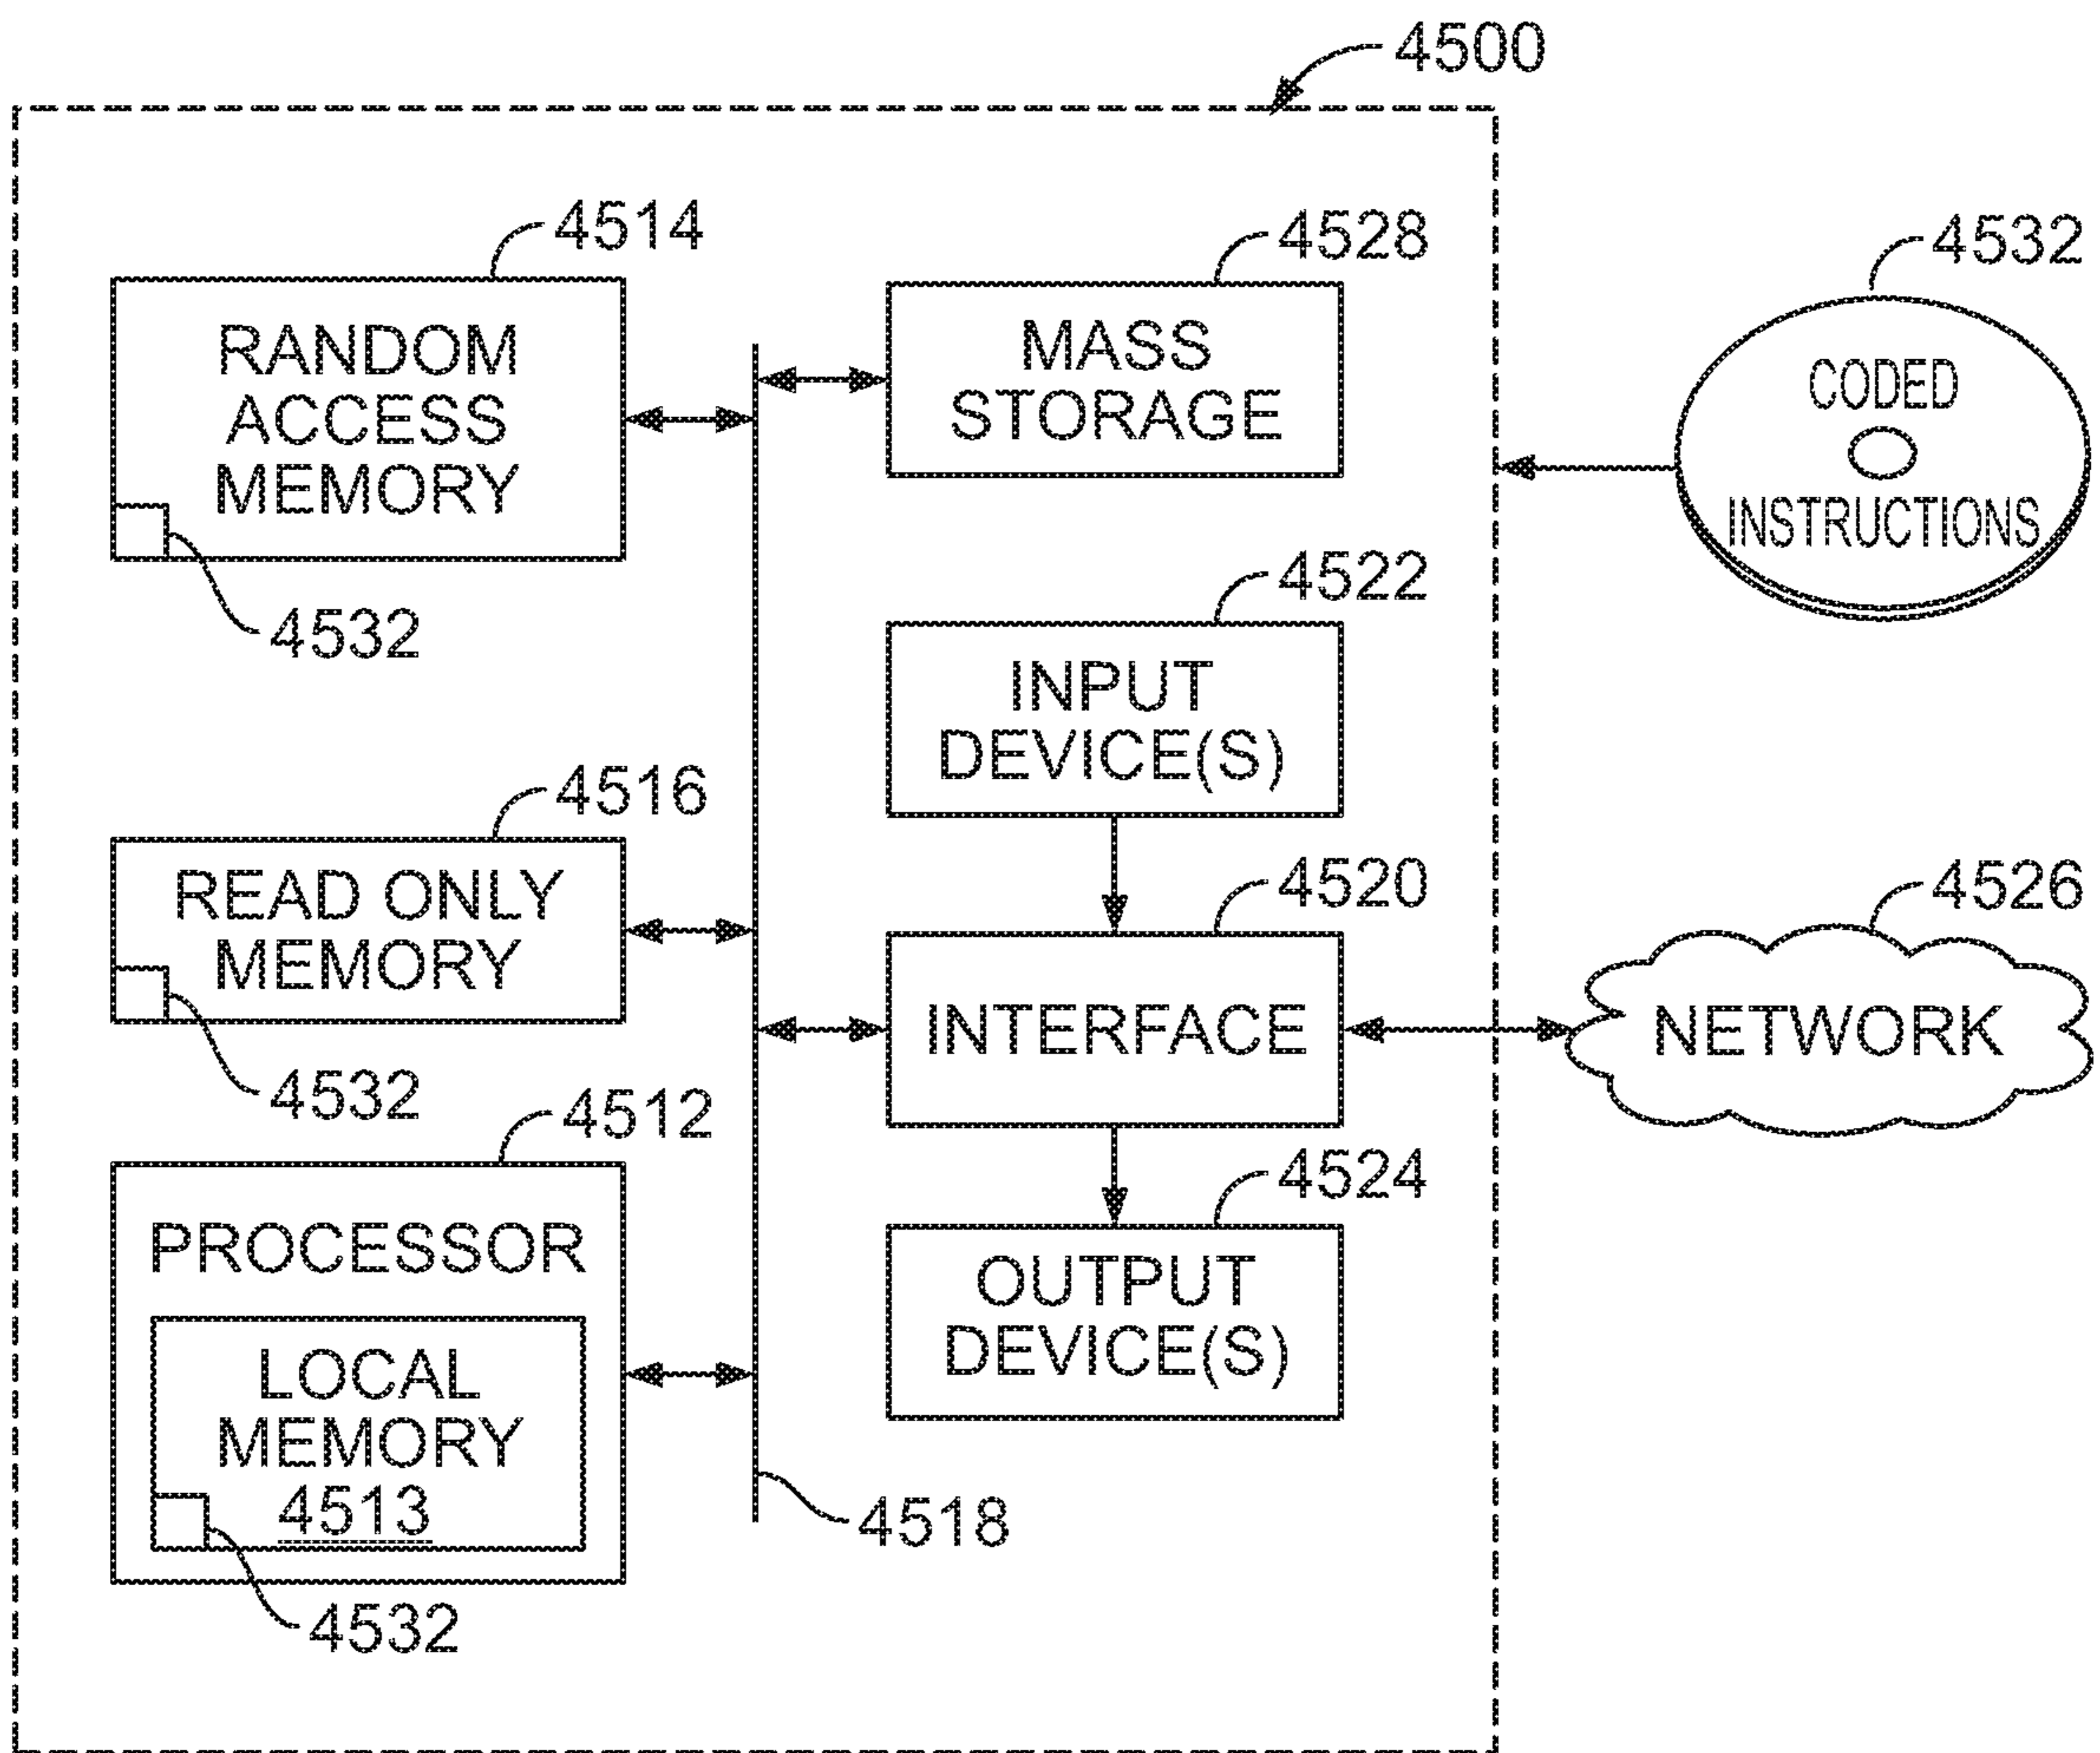 4500
4514
RANDOM
ACCESS
MEMORY
4532
4528
MASS
STORAGE
4532
CODED
INSTRUCTIONS
4522
INPUT
DEVICE(S)
4516
READ ONLY
MEMORY
4532
4520
INTERFACE
4526
NETWORK
4512
PROCESSOR
LOCAL
MEMORY
4513
4532
4524
OUTPUT
DEVICE(S)
4518